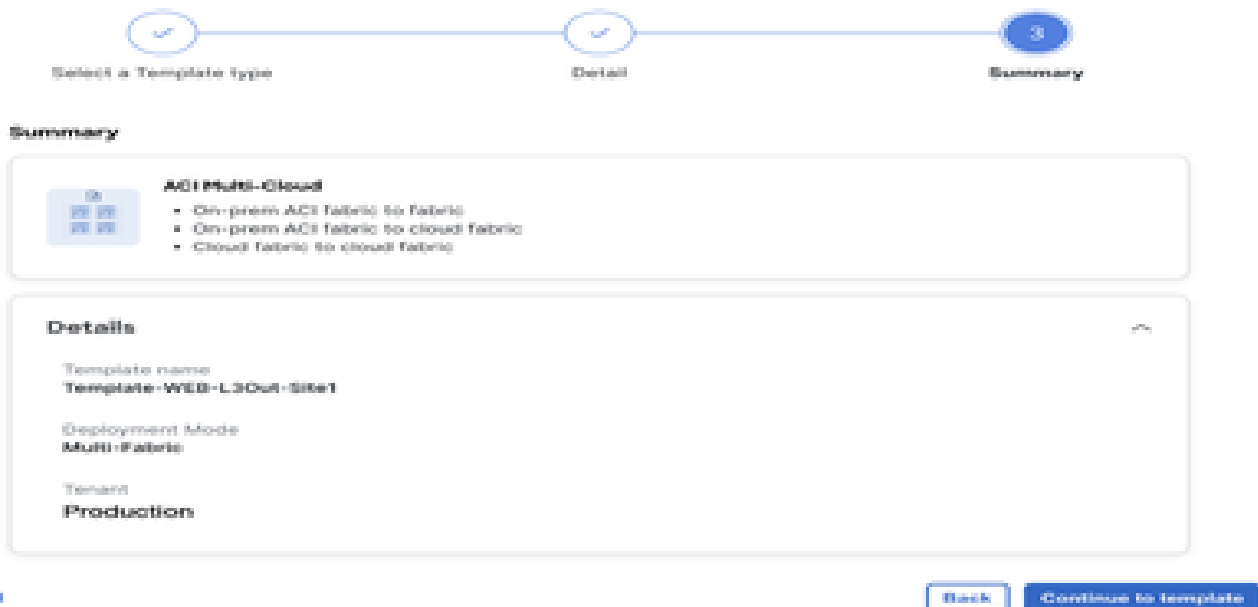 3
Select a Template type
Detail
Summary
Summary
ACI Multi-Cloud
• On-prem ACI fabric to fabric
• On-prem ACI fabric to cloud fabric
• Cloud fabric to cloud fabric
Details
Template name
Template-WEB-L3Out-Site1
Deployment Mode
Multi-Fabric
Tenant
Production
Back
Continue to template